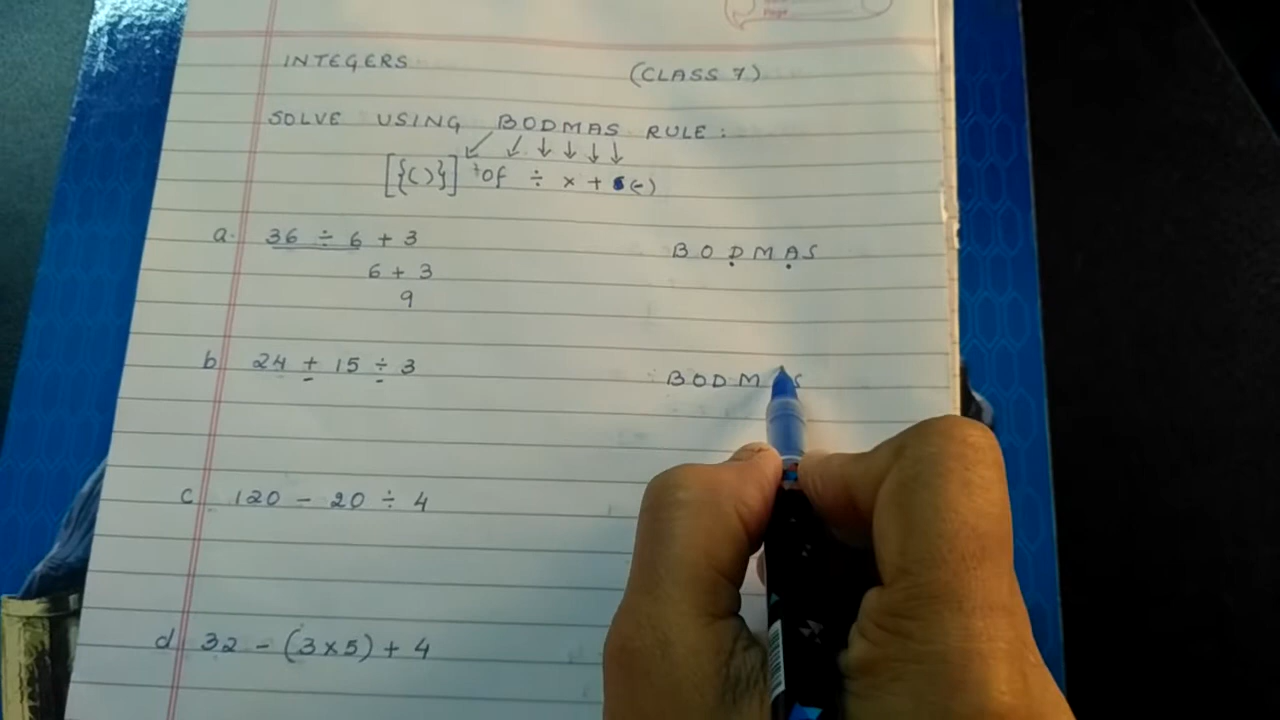 Page
INTEGERS (CLASS 7)
SOLVE USING BODMAS RULE :
[{()}] of ÷ × + (-)
a. 36 ÷ 6 + 3 BODMAS
6 + 3
9
b 24 + 15 ÷ 3 BODM S
c 120 - 20 ÷ 4
d 32 - (3×5) + 4